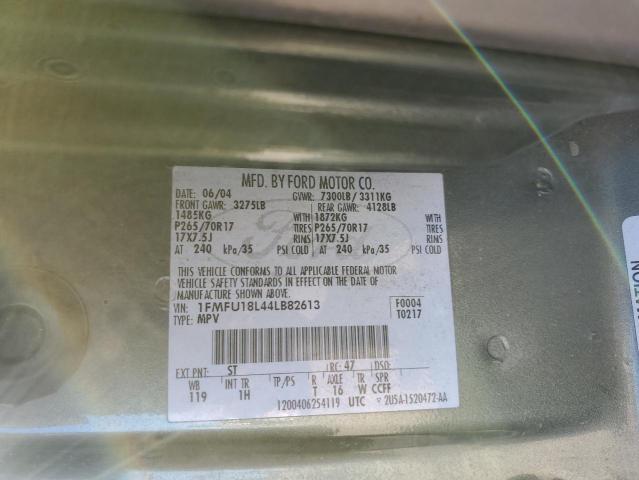 MFD. BY FORD MOTOR CO.
DATE: 06/04 GVWR: 7300LB/ 3311KG
FRONT GAWR: 3275LB REAR GAWR: 4128LB
1485KG WITH 1872KG WITH
P265/70R17 TIRES P265/70R17 TIRES
17X7.5J RIMS 17X7.5J RIMS
AT 240 kPa/35 PSI COLD AT 240 kPa/35 PSI COLD
THIS VEHICLE CONFORMS TO ALL APPLICABLE FEDERAL MOTOR
VEHICLE SAFETY STANDARDS IN EFFECT ON THE DATE OF MANUFACTURE
SHOWN ABOVE.
VIN: 1FMFU18L44LB82613 F0004
TYPE: MPV T0217
EXT PNT: ST RC: 47 DSO:
WB INT TR TP/PS R AXLE TR SPR
119 1H T 16 W CCFF
1200406254119 UTC 2U5A-1520472-AA
Ford